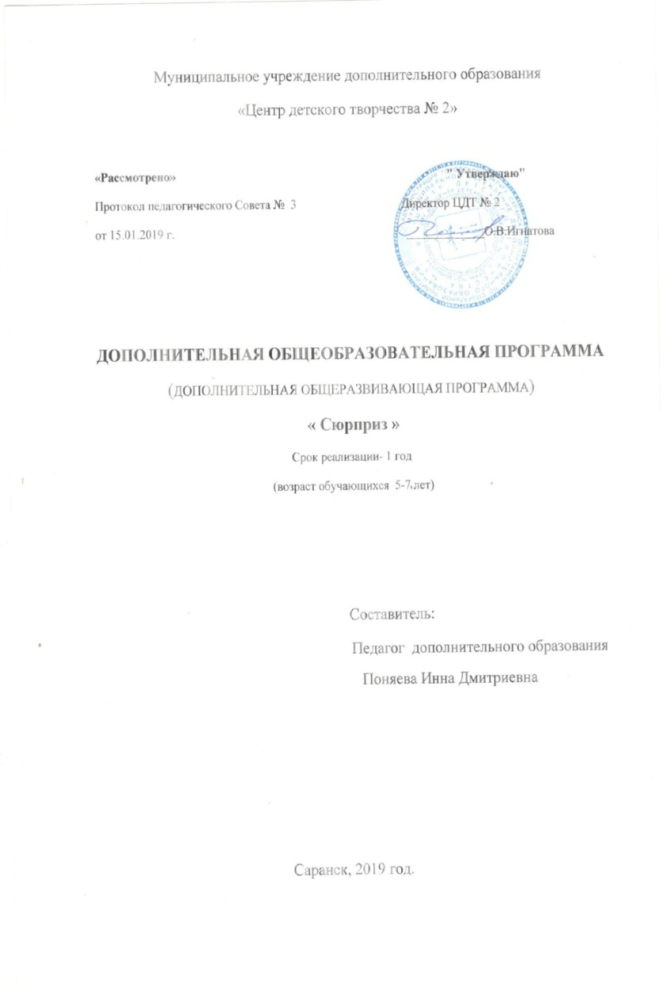 Муниципальное учреждение дополнительного образования
«Центр детского творчества № 2»
«Рассмотрено»
" Утверждаю"
Протокол педагогического Совета № 3
Директор ЦДТ № 2
от 15.01.2019 г.
О.В.Игнатова
ДОПОЛНИТЕЛЬНАЯ ОБЩЕОБРАЗОВАТЕЛЬНАЯ ПРОГРАММА
(ДОПОЛНИТЕЛЬНАЯ ОБЩЕРАЗВИВАЮЩАЯ ПРОГРАММА)
« Сюрприз »
Срок реализации- 1 год
(возраст обучающихся 5-7 лет)
Составитель:
Педагог дополнительного образования
Поняева Инна Дмитриевна
Саранск, 2019 год.